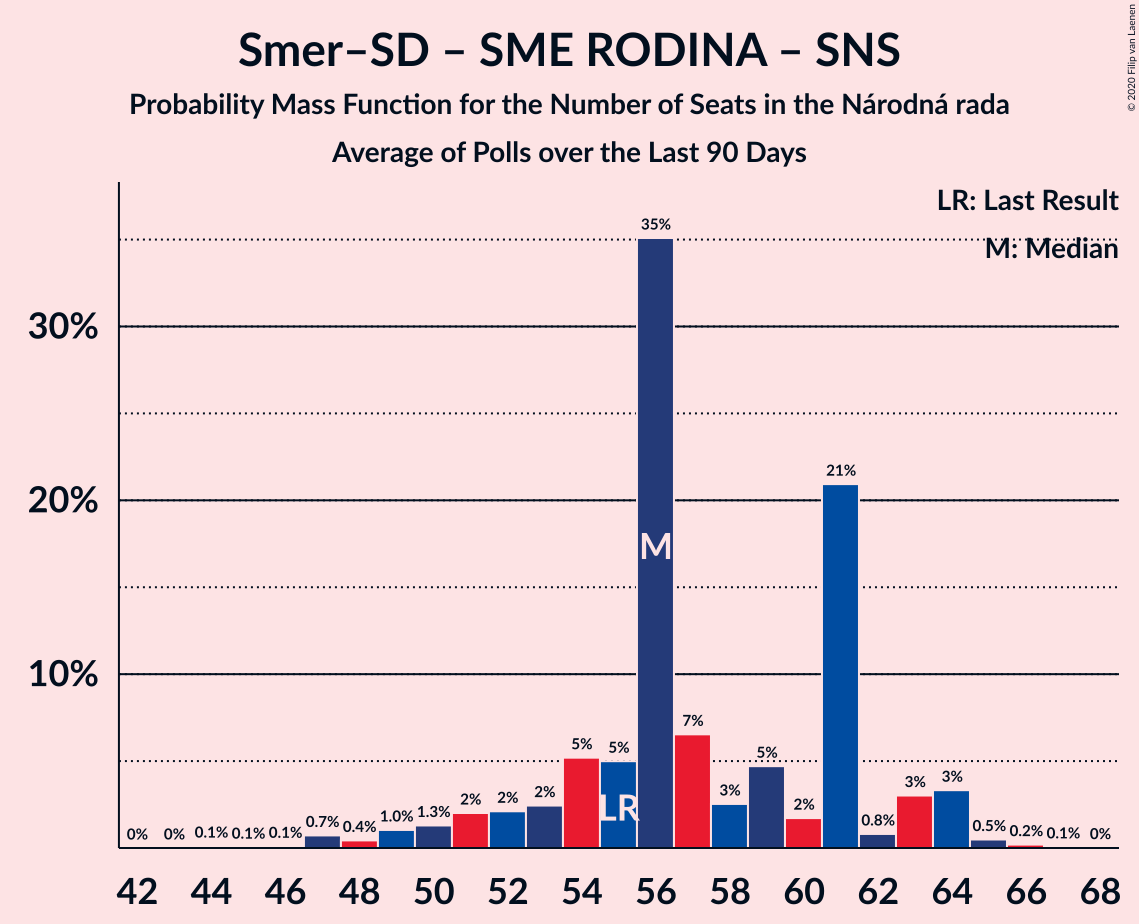 Smer–SD – SME RODINA – SNS
Probability Mass Function for the Number of Seats in the Národná rada
Average of Polls over the Last 90 Days
© 2020 Filip van Laenen
LR: Last Result
M: Median
30%
20%
10%
0% 0% 0.1% 0.1% 0.1% 0.7% 0.4% 1.0% 1.3% 2% 2% 2% 5% 5% 35% 7% 3% 5% 2% 21% 0.8% 3% 3% 0.5% 0.2% 0.1% 0%
M
LR
42 44 46 48 50 52 54 56 58 60 62 64 66 68